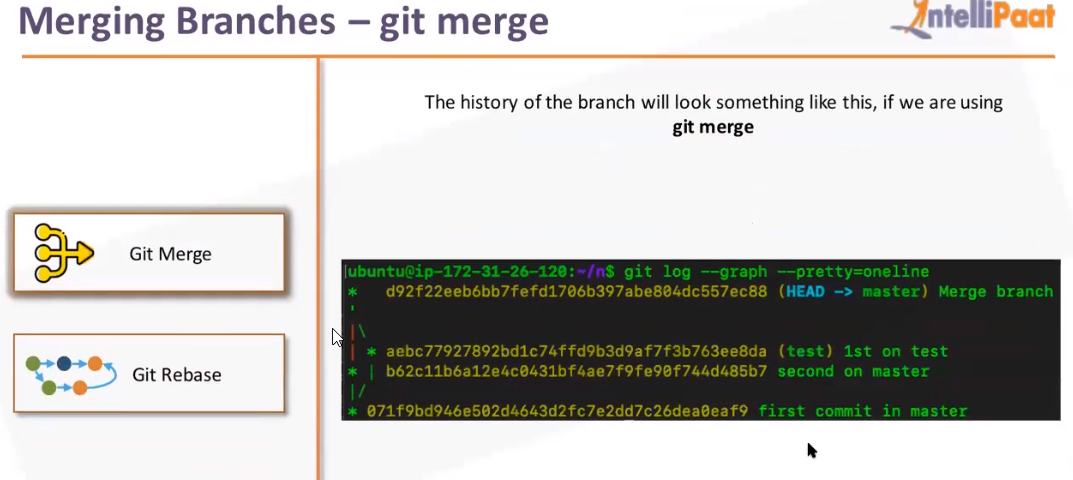 Merging Branches – git merge
IntelliPaat
The history of the branch will look something like this, if we are using
git merge
Git Merge
Git Rebase
ubuntu@ip-172-31-26-120:~/n$ git log --graph --pretty=oneline
*   d92f22eeb6bb7fefd1706b397abe804dc557ec88 (HEAD -> master) Merge branch
'
|\
| * aebc77927892bd1c74ffd9b3d9af7f3b763ee8da (test) 1st on test
* | b62c11b6a12e4c0431bf4ae7f9fe90f744d485b7 second on master
|/
* 071f9bd946e502d4643d2fc7e2dd7c26dea0eaf9 first commit in master